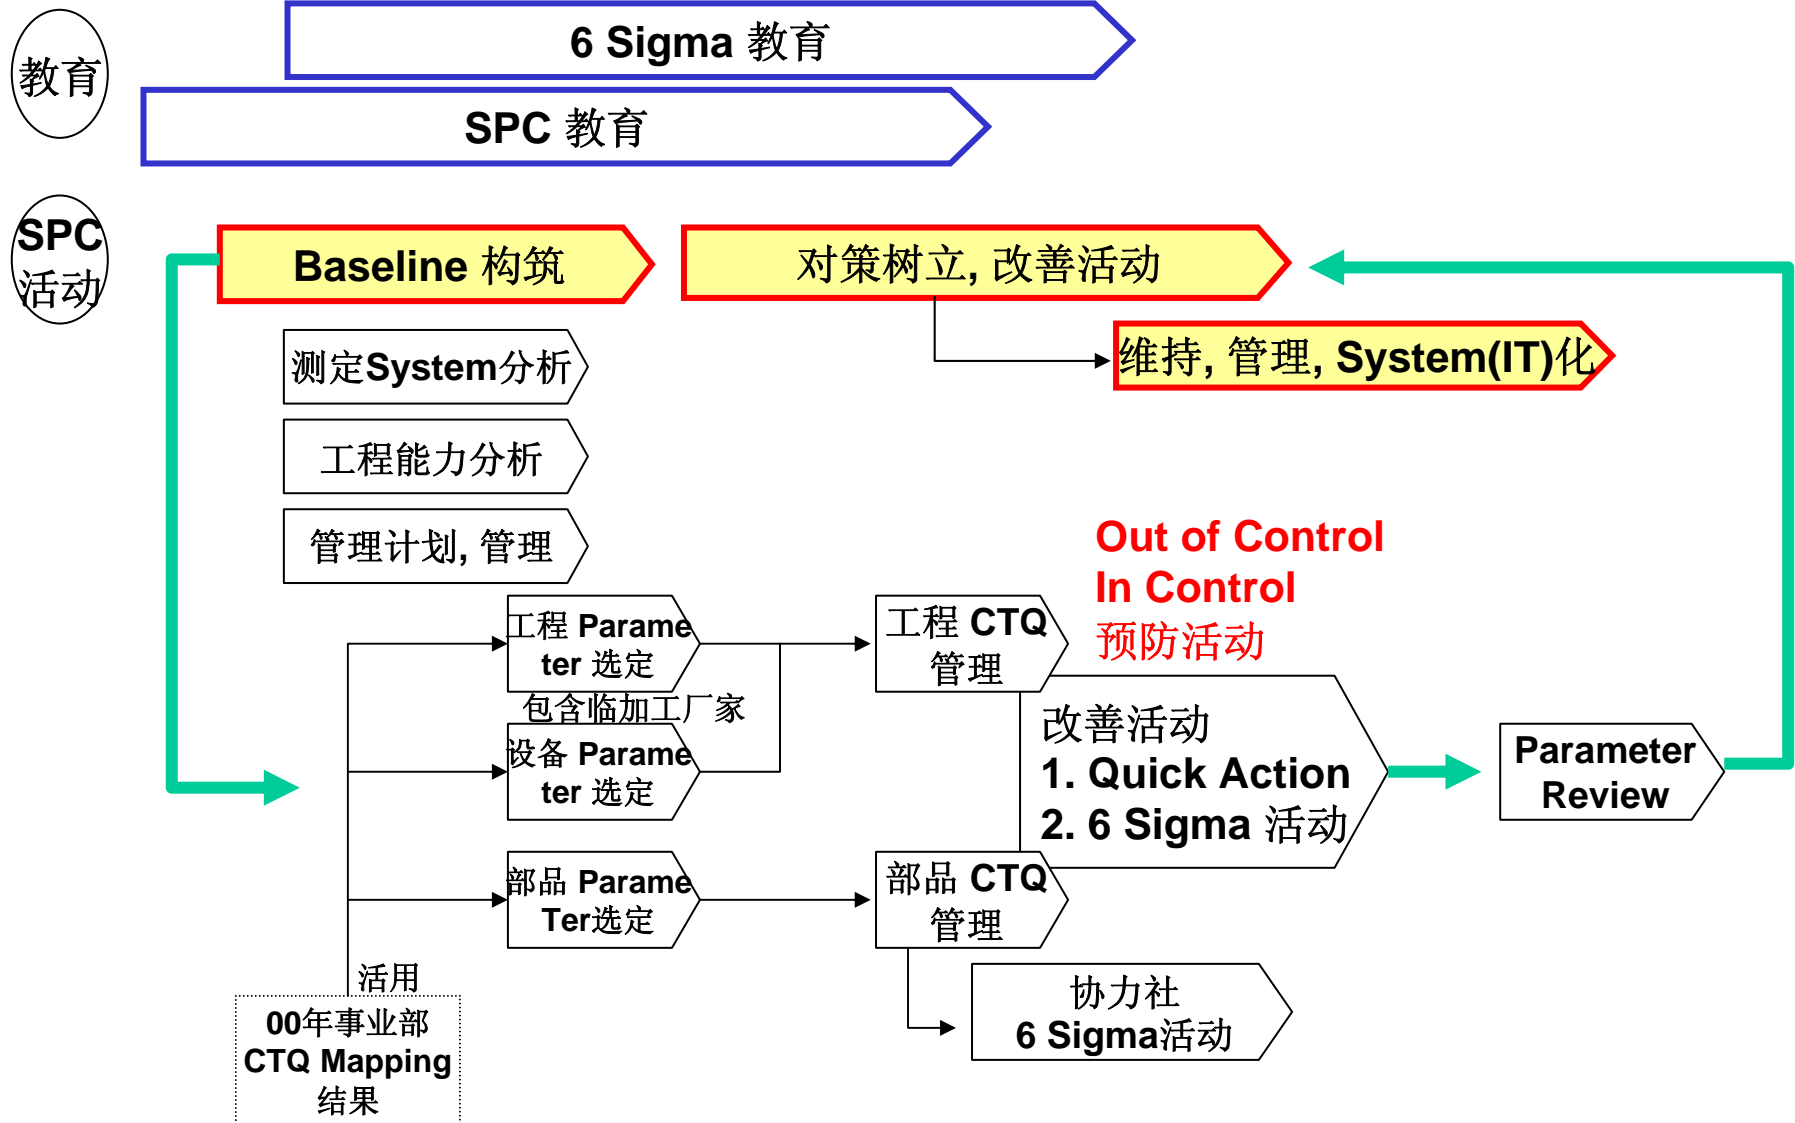 教育
6 Sigma 教育
SPC 教育
SPC
活动
Baseline 构筑
对策树立, 改善活动
维持, 管理, System(IT)化
测定System分析
工程能力分析
管理计划, 管理
Out of Control
In Control
预防活动
工程 Parame
ter 选定
包含临加工厂家
设备 Parame
ter 选定
部品 Parame
Ter选定
工程 CTQ
管理
改善活动
1. Quick Action
2. 6 Sigma 活动
Parameter
Review
部品 CTQ
管理
协力社
6 Sigma活动
活用
00年事业部
CTQ Mapping
结果